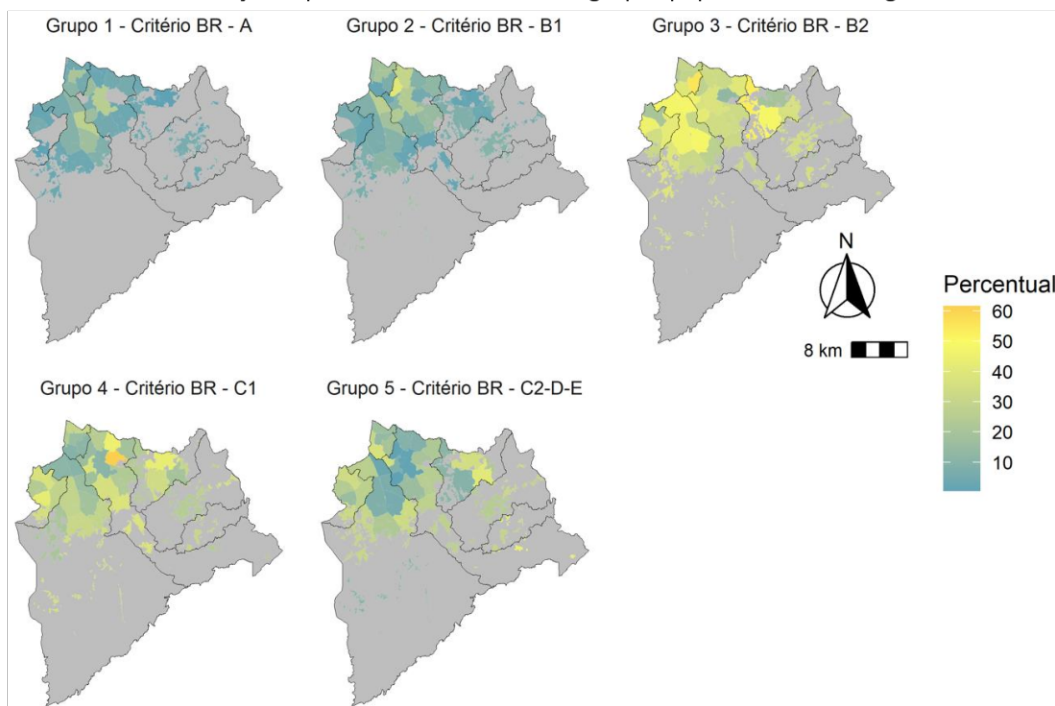 Grupo 1 - Critério BR - A
Grupo 2 - Critério BR - B1
Grupo 3 - Critério BR - B2
N
8 km
Percentual
60
50
40
30
20
10
Grupo 4 - Critério BR - C1
Grupo 5 - Critério BR - C2-D-E